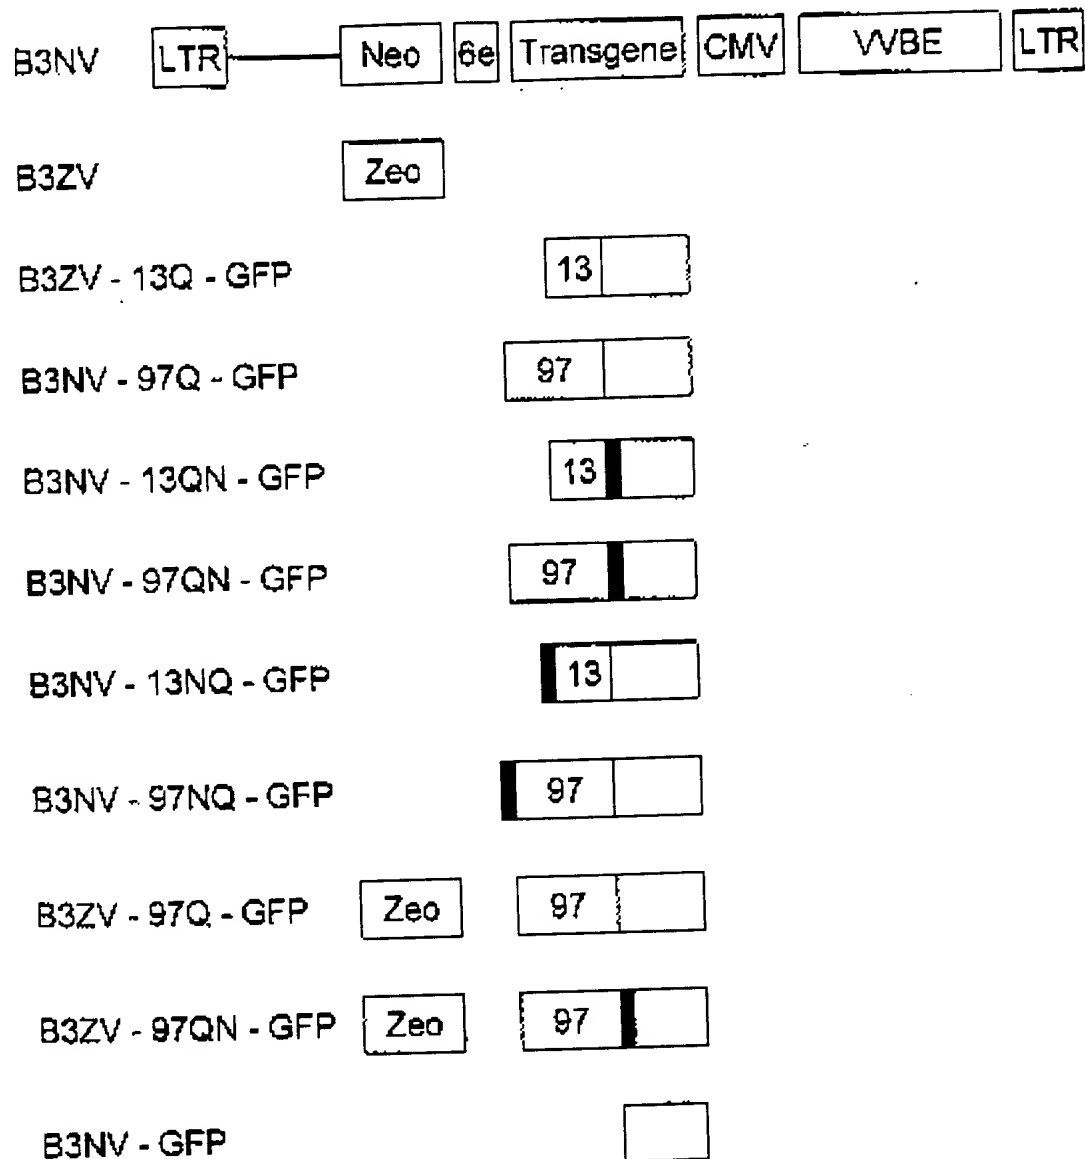 B3NV LTR Neo 6e Transgene CMV VVBE LTR
B3ZV Zeo
B3ZV - 13Q - GFP 13
B3NV - 97Q - GFP 97
B3NV - 13QN - GFP 13
B3NV - 97QN - GFP 97
B3NV - 13NQ - GFP 13
B3NV - 97NQ - GFP 97
B3ZV - 97Q - GFP Zeo 97
B3ZV - 97QN - GFP Zeo 97
B3NV - GFP